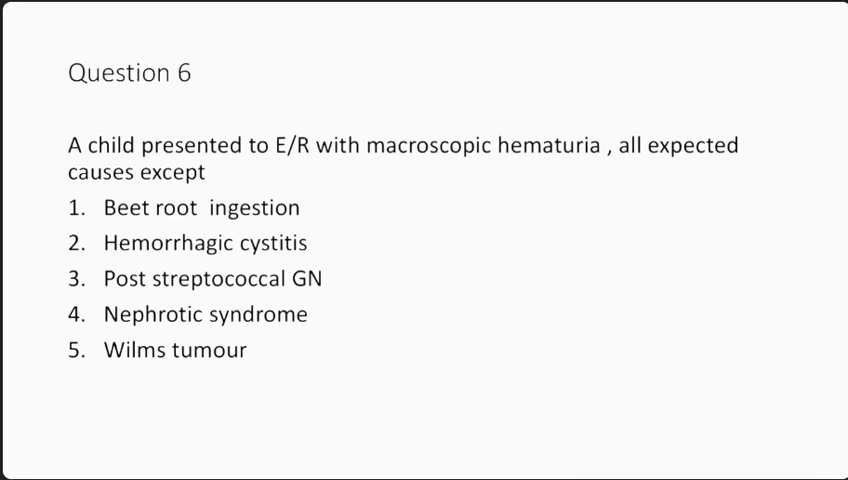 Question 6
A child presented to E/R with macroscopic hematuria , all expected
causes except
1. Beet root  ingestion
2. Hemorrhagic cystitis
3. Post streptococcal GN
4. Nephrotic syndrome
5. Wilms tumour